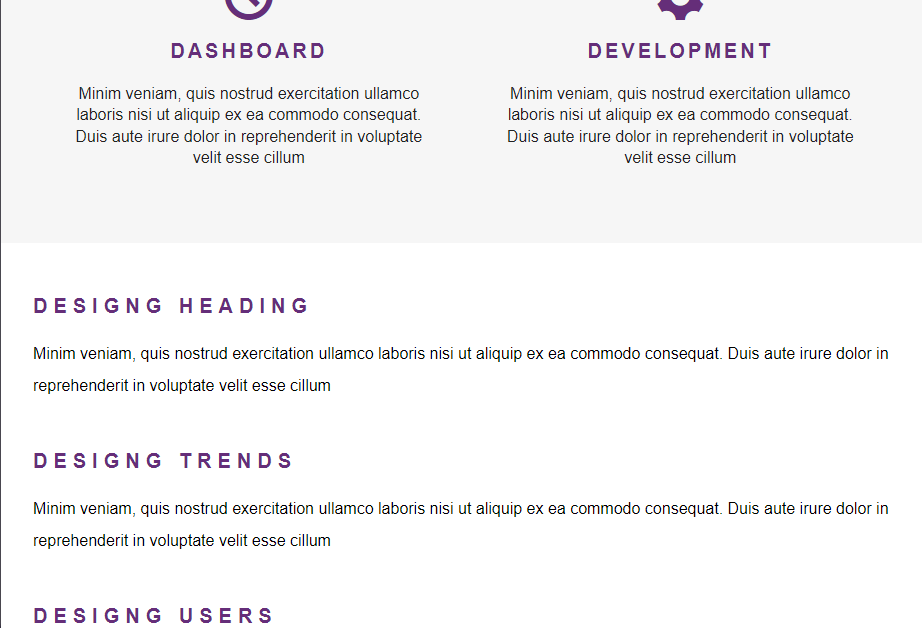 DASHBOARD
Minim veniam, quis nostrud exercitation ullamco
laboris nisi ut aliquip ex ea commodo consequat.
Duis aute irure dolor in reprehenderit in voluptate
velit esse cillum
DEVELOPMENT
Minim veniam, quis nostrud exercitation ullamco
laboris nisi ut aliquip ex ea commodo consequat.
Duis aute irure dolor in reprehenderit in voluptate
velit esse cillum
DESIGNG HEADING
Minim veniam, quis nostrud exercitation ullamco laboris nisi ut aliquip ex ea commodo consequat. Duis aute irure dolor in
reprehenderit in voluptate velit esse cillum
DESIGNG TRENDS
Minim veniam, quis nostrud exercitation ullamco laboris nisi ut aliquip ex ea commodo consequat. Duis aute irure dolor in
reprehenderit in voluptate velit esse cillum
DESIGNG USERS